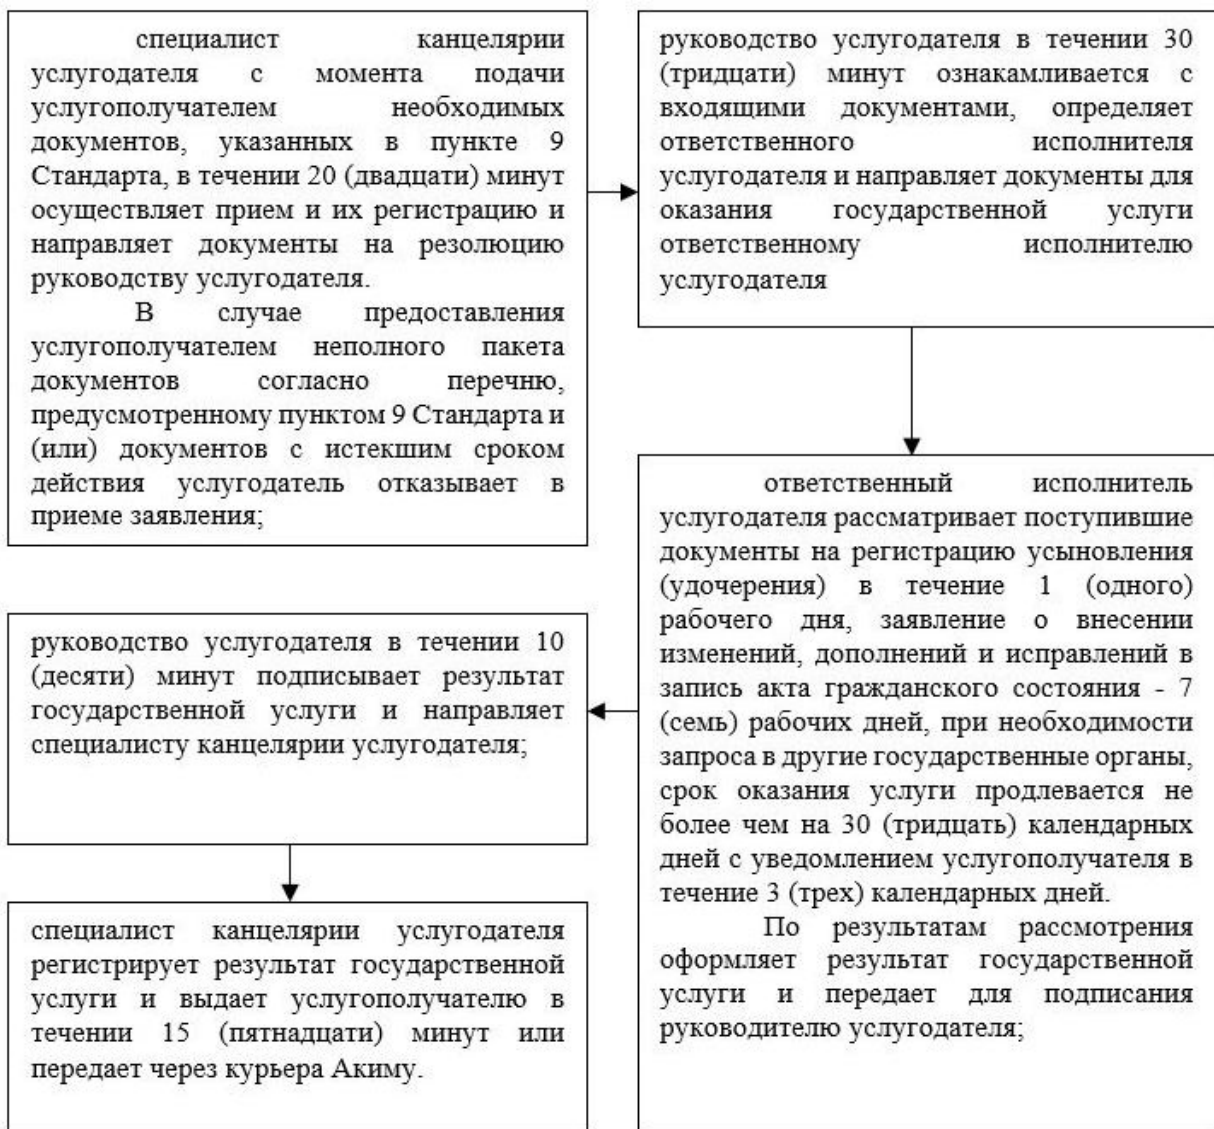 специалист канцелярии
услугодателя с момента подачи
услугополучателем необходимых
документов, указанных в пункте 9
Стандарта, в течении 20 (двадцати) минут
осуществляет прием и их регистрацию и
направляет документы на резолюцию
руководству услугодателя.
В случае предоставления
услугополучателем неполного пакета
документов согласно перечню,
предусмотренному пунктом 9 Стандарта и
(или) документов с истекшим сроком
действия услугодатель отказывает в
приеме заявления;
руководство услугодателя в течении 30
(тридцати) минут ознакамливается с
входящими документами, определяет
ответственного исполнителя
услугодателя и направляет документы для
оказания государственной услуги
ответственному исполнителю
услугодателя
ответственный исполнитель
услугодателя рассматривает поступившие
документы на регистрацию усыновления
(удочерения) в течение 1 (одного)
рабочего дня, заявление о внесении
изменений, дополнений и исправлений в
запись акта гражданского состояния - 7
(семь) рабочих дней, при необходимости
запроса в другие государственные органы,
срок оказания услуги продлевается не
более чем на 30 (тридцать) календарных
дней с уведомлением услугополучателя в
течение 3 (трех) календарных дней.
По результатам рассмотрения
оформляет результат государственной
услуги и передает для подписания
руководителю услугодателя;
руководство услугодателя в течении 10
(десяти) минут подписывает результат
государственной услуги и направляет
специалисту канцелярии услугодателя;
специалист канцелярии услугодателя
регистрирует результат государственной
услуги и выдает услугополучателю в
течении 15 (пятнадцати) минут или
передает через курьера Акиму.